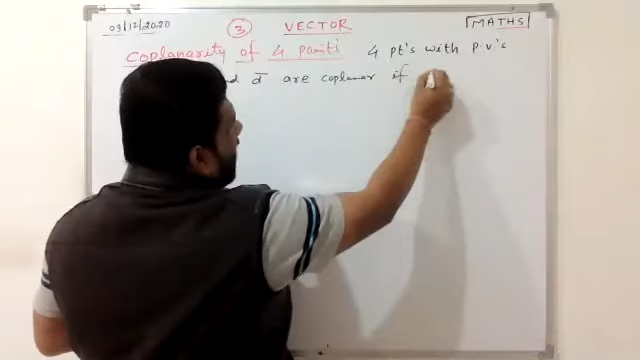 03/12/2020 3 VECTOR MATHS
Coplanarity of 4 points 4 pt's with p.v.'s
d̄ are coplanar if